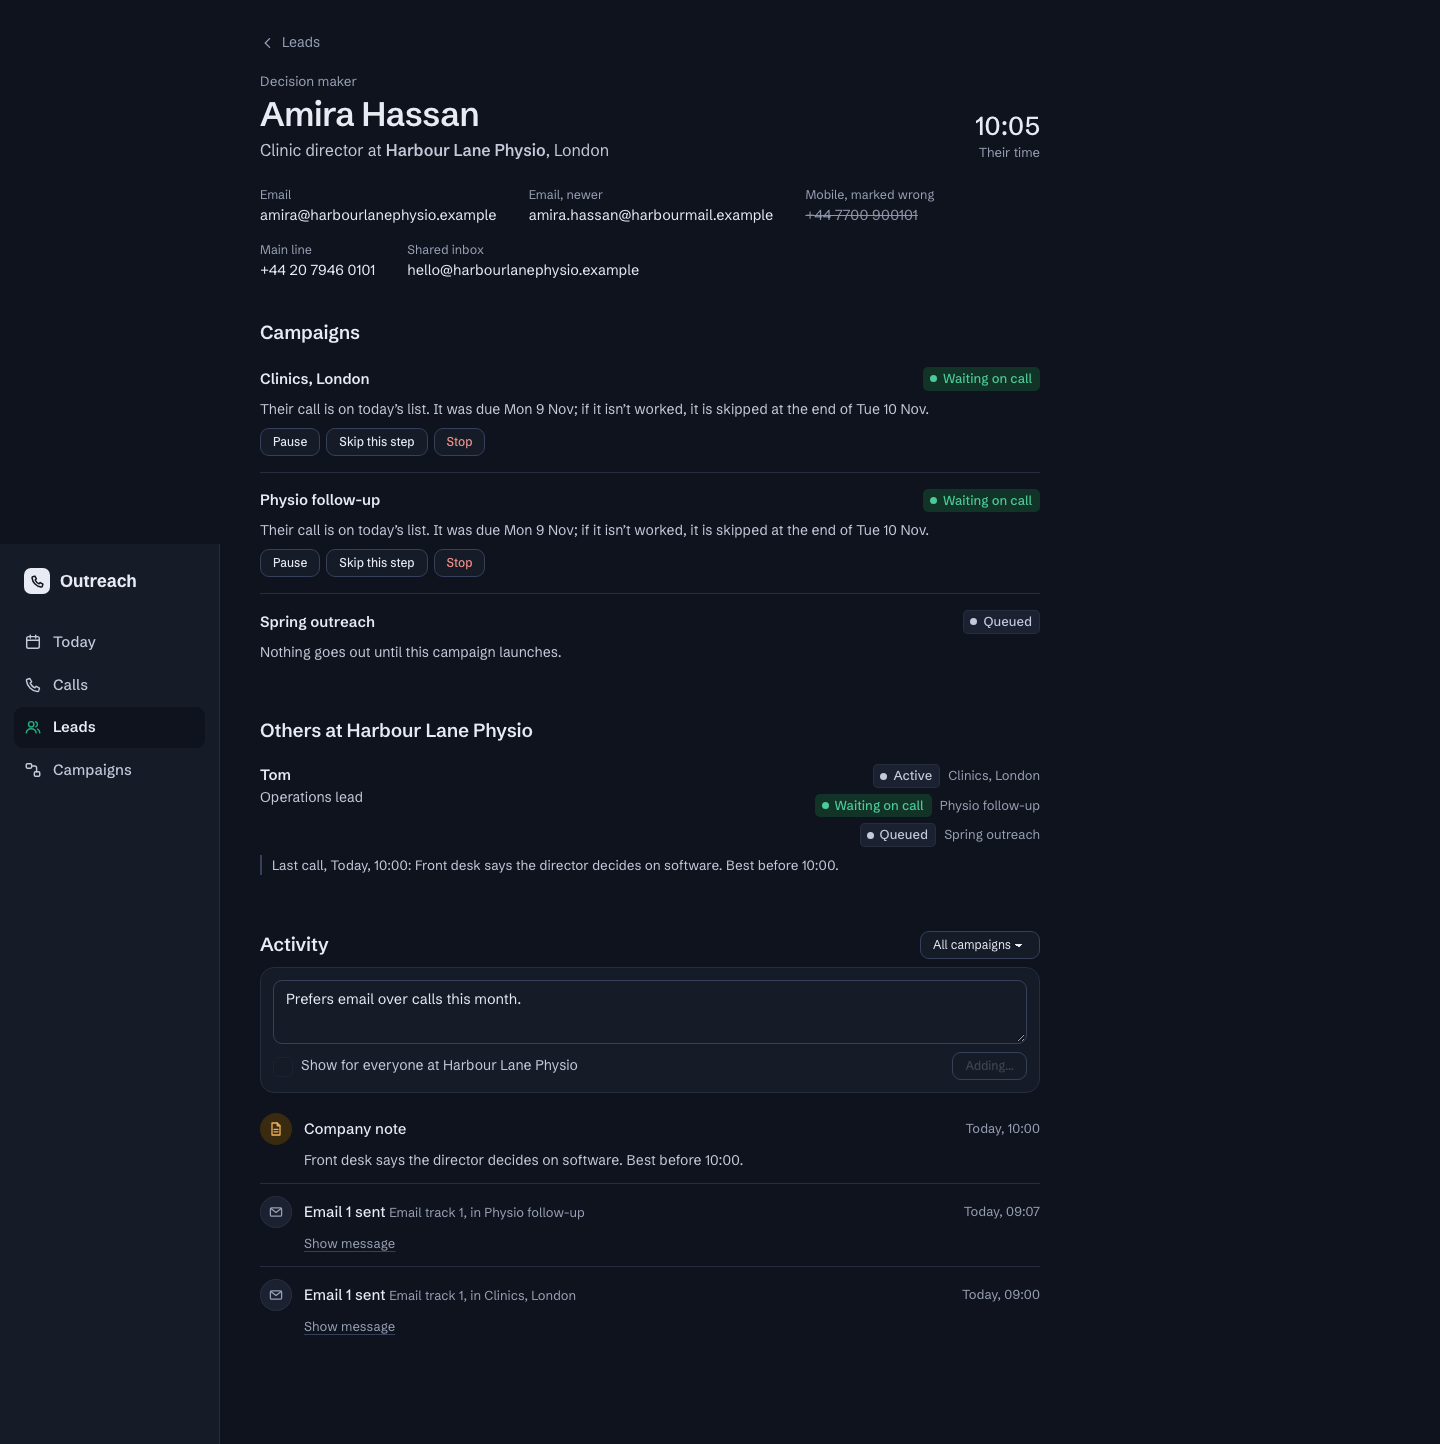 Leads
Decision maker
Amira Hassan
Clinic director at Harbour Lane Physio, London
10:05
Their time
Email
amira@harbourlanephysio.example
Email, newer
amira.hassan@harbourmail.example
Mobile, marked wrong
+44 7700 900101
Main line
+44 20 7946 0101
Shared inbox
hello@harbourlanephysio.example
Campaigns
Clinics, London
Waiting on call
Their call is on today’s list. It was due Mon 9 Nov; if it isn’t worked, it is skipped at the end of Tue 10 Nov.
Pause
Skip this step
Stop
Physio follow-up
Waiting on call
Their call is on today’s list. It was due Mon 9 Nov; if it isn’t worked, it is skipped at the end of Tue 10 Nov.
Pause
Skip this step
Stop
Spring outreach
Queued
Nothing goes out until this campaign launches.
Outreach
Today
Calls
Leads
Campaigns
Others at Harbour Lane Physio
Tom
Operations lead
Active Clinics, London
Waiting on call Physio follow-up
Queued Spring outreach
Last call, Today, 10:00: Front desk says the director decides on software. Best before 10:00.
Activity
All campaigns
Prefers email over calls this month.
Show for everyone at Harbour Lane Physio
Adding…
Company note
Today, 10:00
Front desk says the director decides on software. Best before 10:00.
Email 1 sent Email track 1, in Physio follow-up
Today, 09:07
Show message
Email 1 sent Email track 1, in Clinics, London
Today, 09:00
Show message